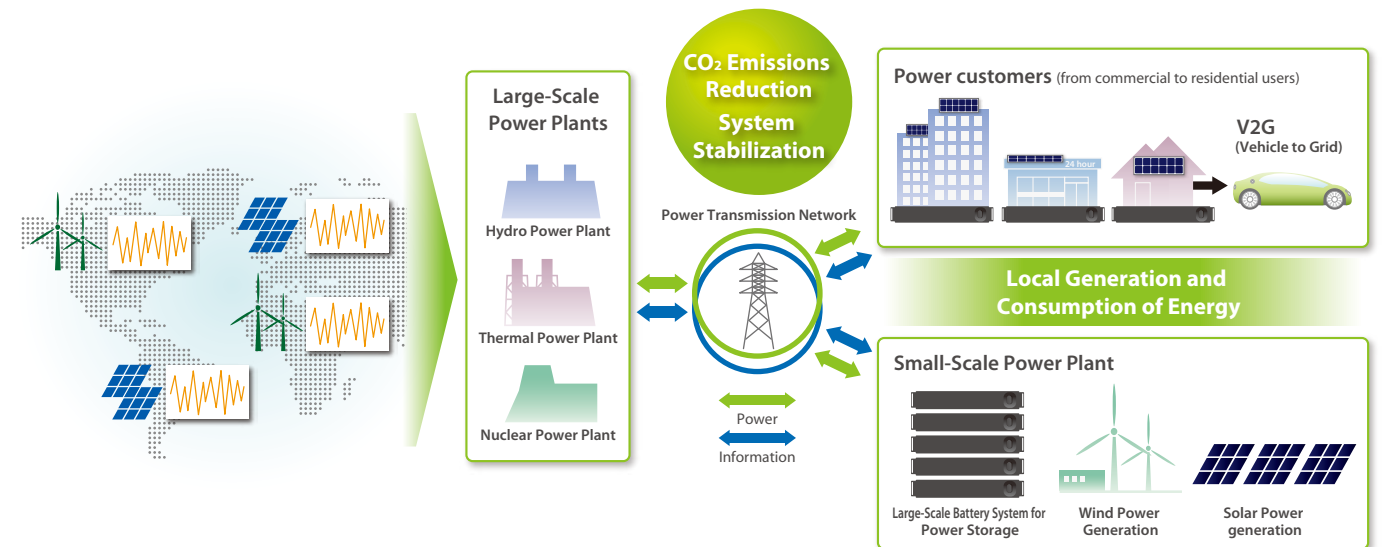 Large-Scale
Power Plants
Hydro Power Plant
Thermal Power Plant
Nuclear Power Plant
CO₂ Emissions
Reduction
System
Stabilization
Power Transmission Network
Power
Information
Power customers (from commercial to residential users)
24 hour
V2G
(Vehicle to Grid)
Local Generation and
Consumption of Energy
Small-Scale Power Plant
Large-Scale Battery System for
Power Storage
Wind Power
Generation
Solar Power
generation